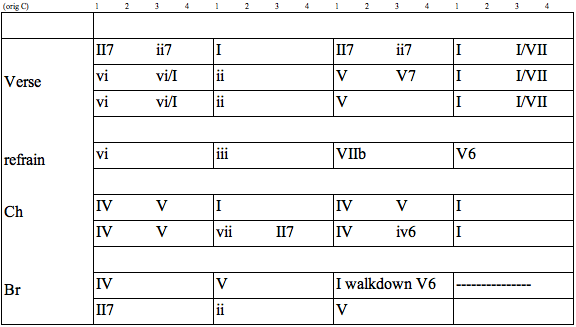 (orig C) 1 2 3 4 1 2 3 4 1 2 3 4 1 2 3 4
II7 ii7 I II7 ii7 I I/VII
Verse vi vi/I ii V V7 I I/VII
vi vi/I ii V I I/VII
refrain vi iii VIIb V6
Ch IV V I IV V I
IV V vii II7 IV iv6 I
Br IV V I walkdown V6 ---------------
II7 ii V